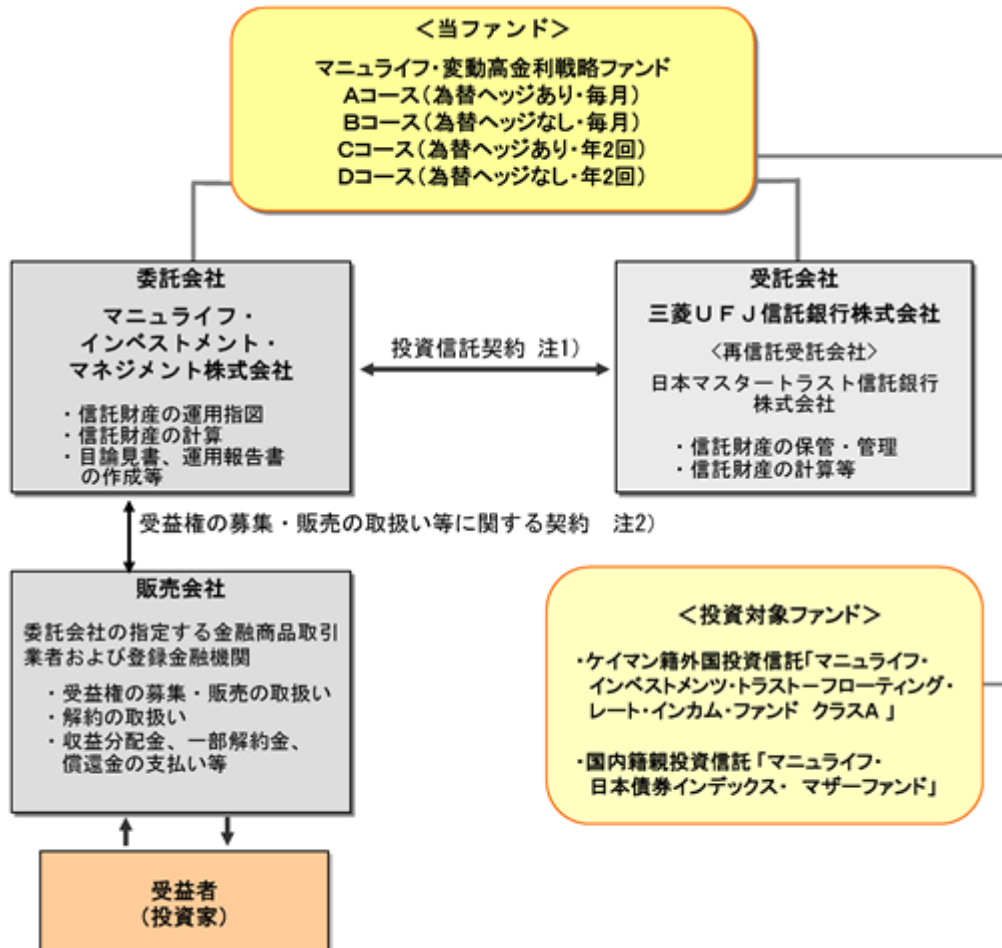 <当ファンド>
マニュライフ・変動高金利戦略ファンド
Aコース(為替ヘッジあり・毎月)
Bコース(為替ヘッジなし・毎月)
Cコース(為替ヘッジあり・年2回)
Dコース(為替ヘッジなし・年2回)
委託会社
マニュライフ・
インベストメント・
マネジメント株式会社
・信託財産の運用指図
・信託財産の計算
・目論見書、運用報告書
の作成等
投資信託契約 注1)
受託会社
三菱UFJ信託銀行株式会社
<再信託受託会社>
日本マスタートラスト信託銀行
株式会社
・信託財産の保管・管理
・信託財産の計算等
受益権の募集・販売の取扱い等に関する契約 注2)
販売会社
委託会社の指定する金融商品取引
業者および登録金融機関
・受益権の募集・販売の取扱い
・解約の取扱い
・収益分配金、一部解約金、
償還金の支払い等
<投資対象ファンド>
・ケイマン籍外国投資信託「マニュライフ・
インベストメンツ・トラストーフローティング・
レート・インカム・ファンド クラスA 」
・国内籍親投資信託「マニュライフ・
日本債券インデックス・ マザーファンド」
受益者
(投資家)